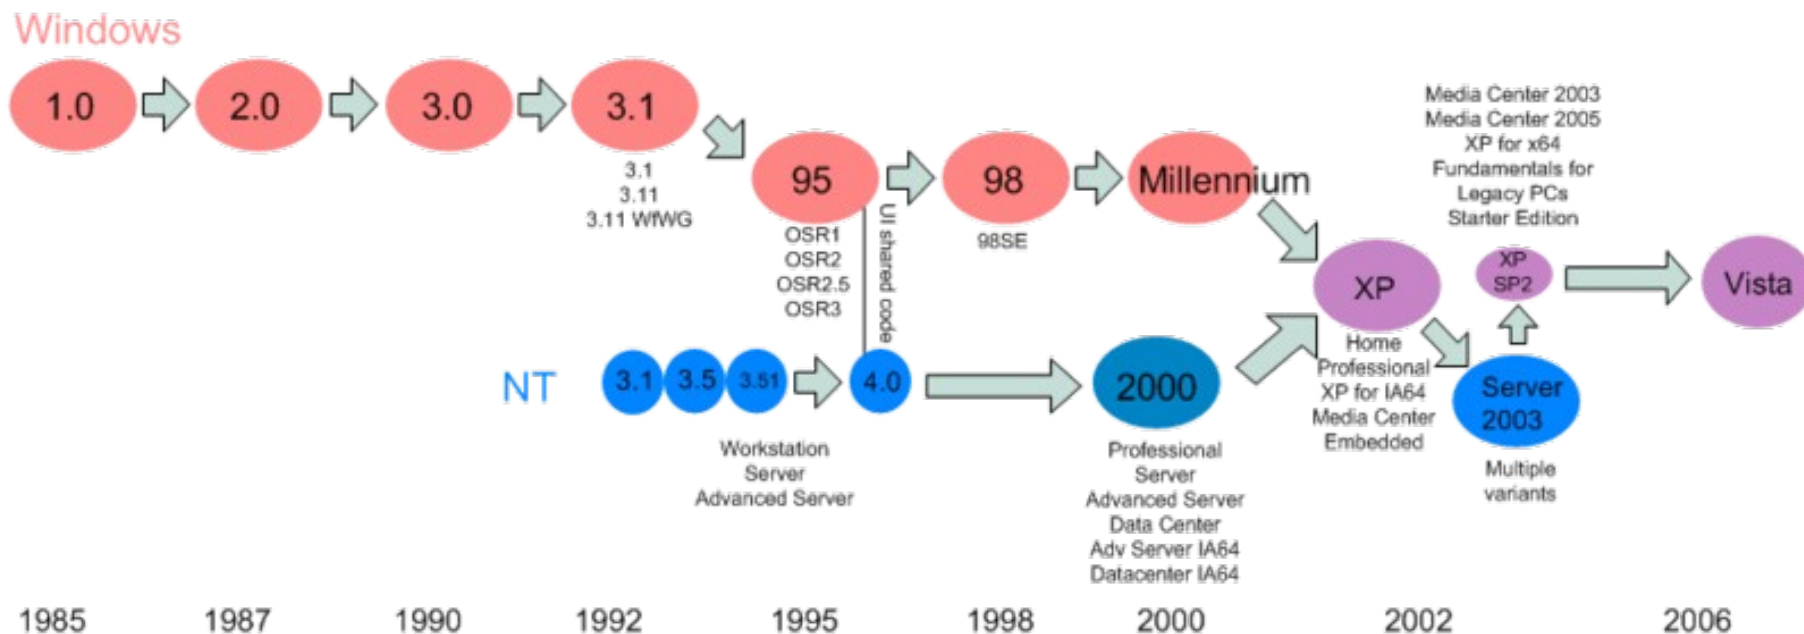 Windows
1.0
2.0
3.0
3.1
3.1
3.11
3.11 WfWG
95
OSR1
OSR2
OSR2.5
OSR3
UI shared code
98
98SE
Millennium
Media Center 2003
Media Center 2005
XP for x64
Fundamentals for
Legacy PCs
Starter Edition
XP
SP2
Vista
XP
Home
Professional
XP for IA64
Media Center
Embedded
NT
3.1
3.5
3.51
4.0
Workstation
Server
Advanced Server
2000
Professional
Server
Advanced Server
Data Center
Adv Server IA64
Datacenter IA64
Server
2003
Multiple
variants
1985 1987 1990 1992 1995 1998 2000 2002 2006